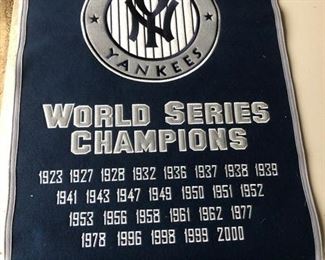 NY
YANKEES
WORLD SERIES
CHAMPIONS
1923 1927 1928 1932 1936 1937 1938 1939
1941 1943 1947 1949 1950 1951 1952
1953 1956 1958 1961 1962 1977
1978 1996 1998 1999 2000